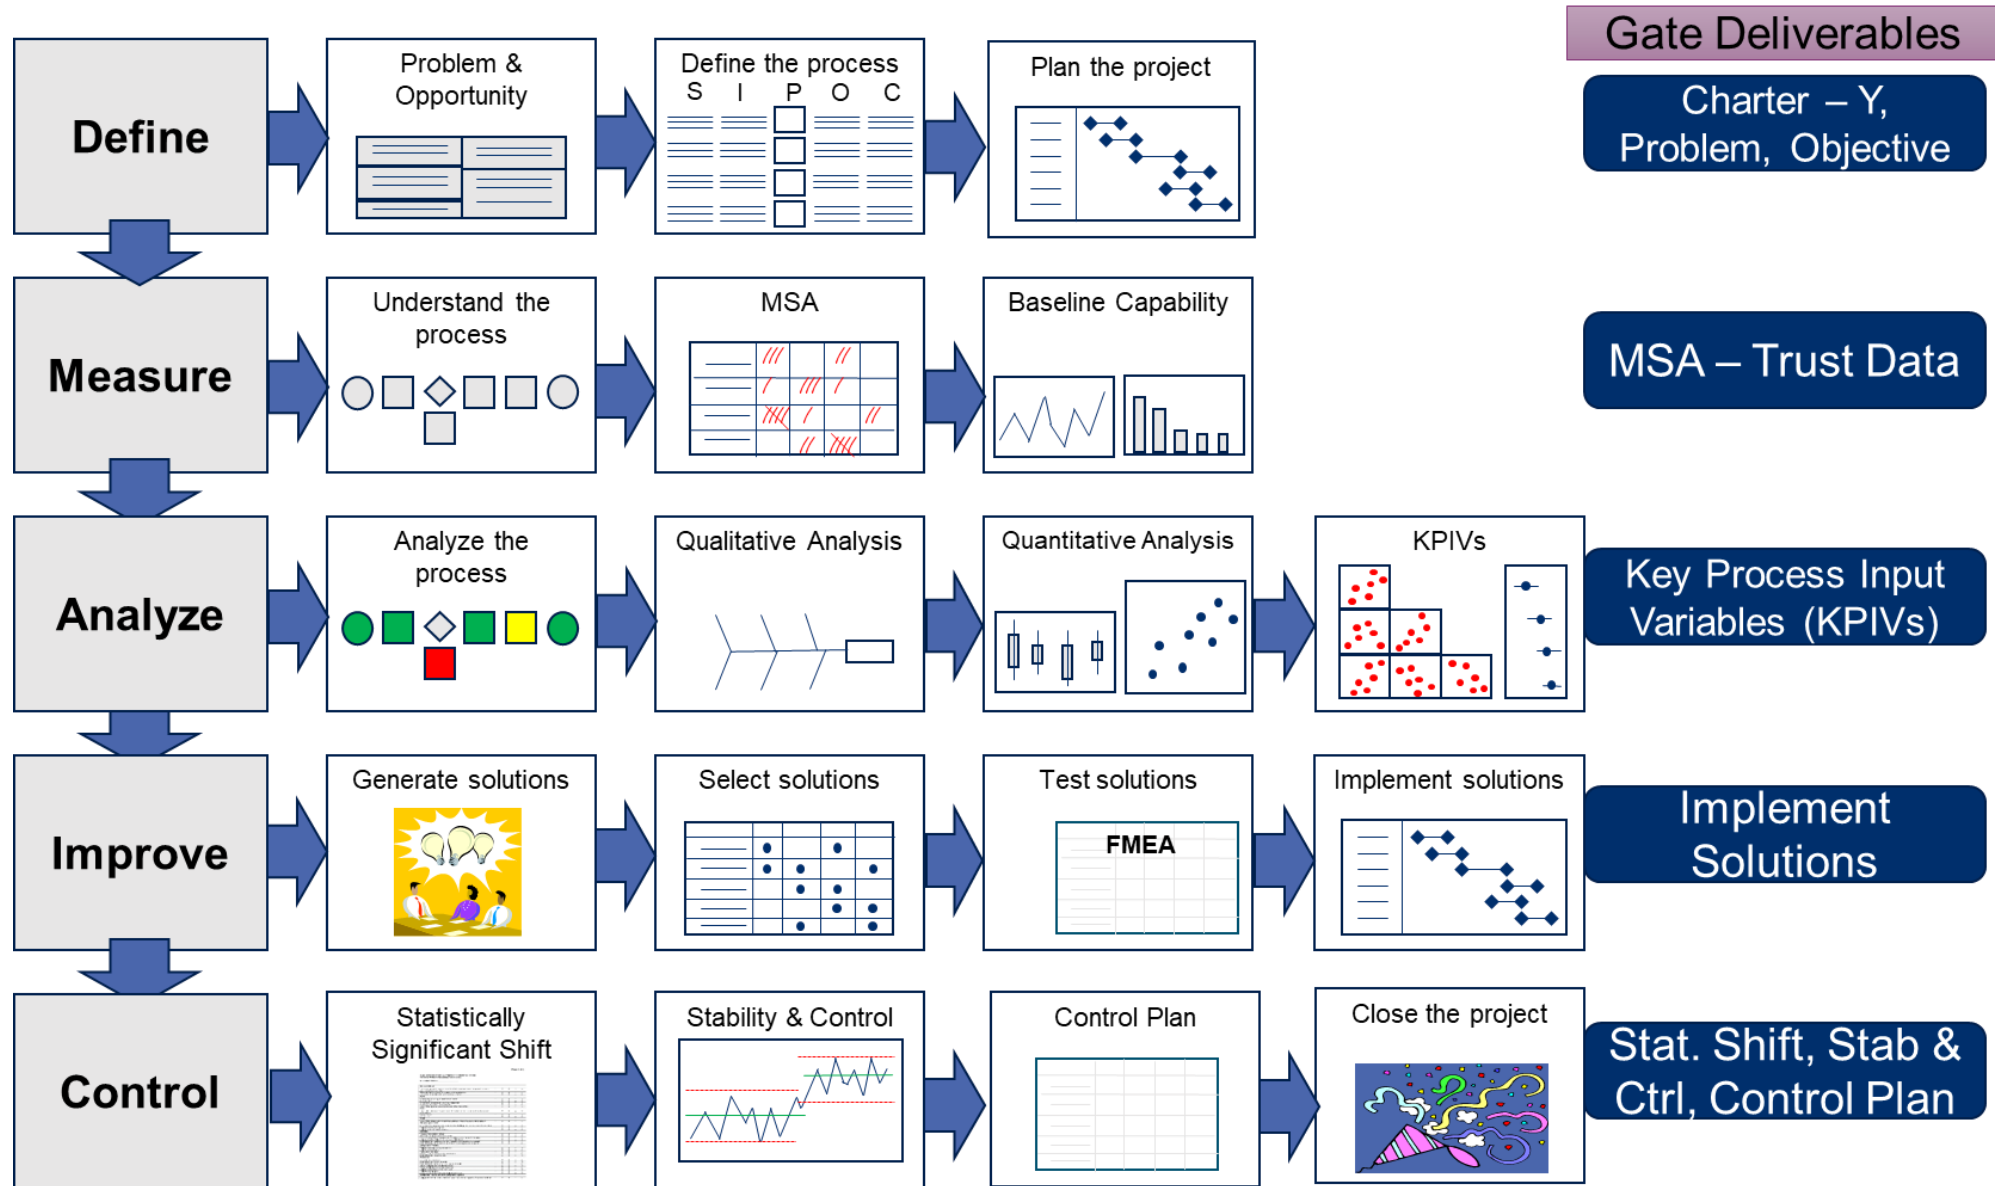 Gate Deliverables
Define
Problem &
Opportunity
Define the process
S I P O C
Plan the project
Charter – Y,
Problem, Objective
Measure
Understand the
process
MSA
Baseline Capability
MSA – Trust Data
Analyze
Analyze the
process
Qualitative Analysis
Quantitative Analysis
KPIVs
Key Process Input
Variables (KPIVs)
Improve
Generate solutions
Select solutions
Test solutions
FMEA
Implement solutions
Implement
Solutions
Control
Statistically
Significant Shift
Stability & Control
Control Plan
Close the project
Stat. Shift, Stab &
Ctrl, Control Plan